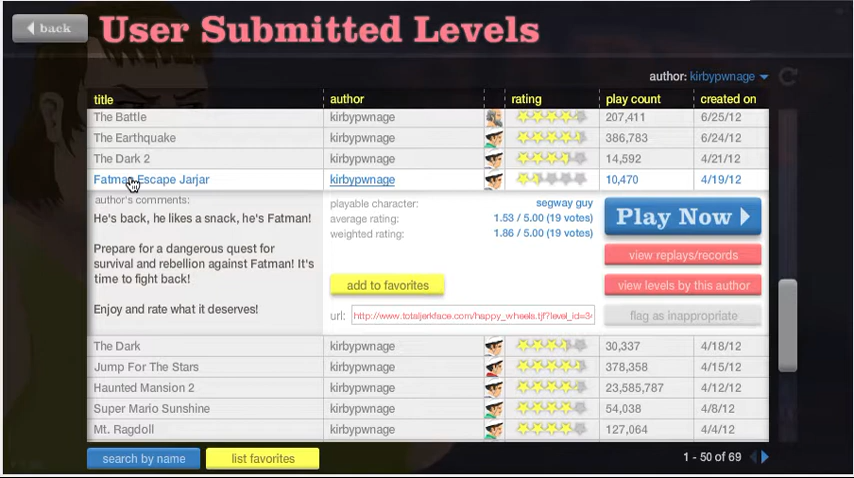 back
User Submitted Levels
author: kirbypwnage
title author rating play count created on
The Battle kirbypwnage 207,411 6/25/12
The Earthquake kirbypwnage 386,783 6/24/12
The Dark 2 kirbypwnage 14,592 4/21/12
Fatman Escape Jarjar kirbypwnage 10,470 4/19/12
author's comments:
He's back, he likes a snack, he's Fatman!
Prepare for a dangerous quest for
survival and rebellion against Fatman! It's
time to fight back!
Enjoy and rate what it deserves!
playable character: segway guy
average rating: 1.53 / 5.00 (19 votes)
weighted rating: 1.86 / 5.00 (19 votes)
add to favorites
url: http://www.totaljerkface.com/happy_wheels.tjf?level_id=3
Play Now
view replays/records
view levels by this author
flag as inappropriate
The Dark kirbypwnage 30,337 4/18/12
Jump For The Stars kirbypwnage 378,358 4/15/12
Haunted Mansion 2 kirbypwnage 23,585,787 4/12/12
Super Mario Sunshine kirbypwnage 54,038 4/8/12
Mt. Ragdoll kirbypwnage 127,064 4/4/12
search by name
list favorites
1 - 50 of 69